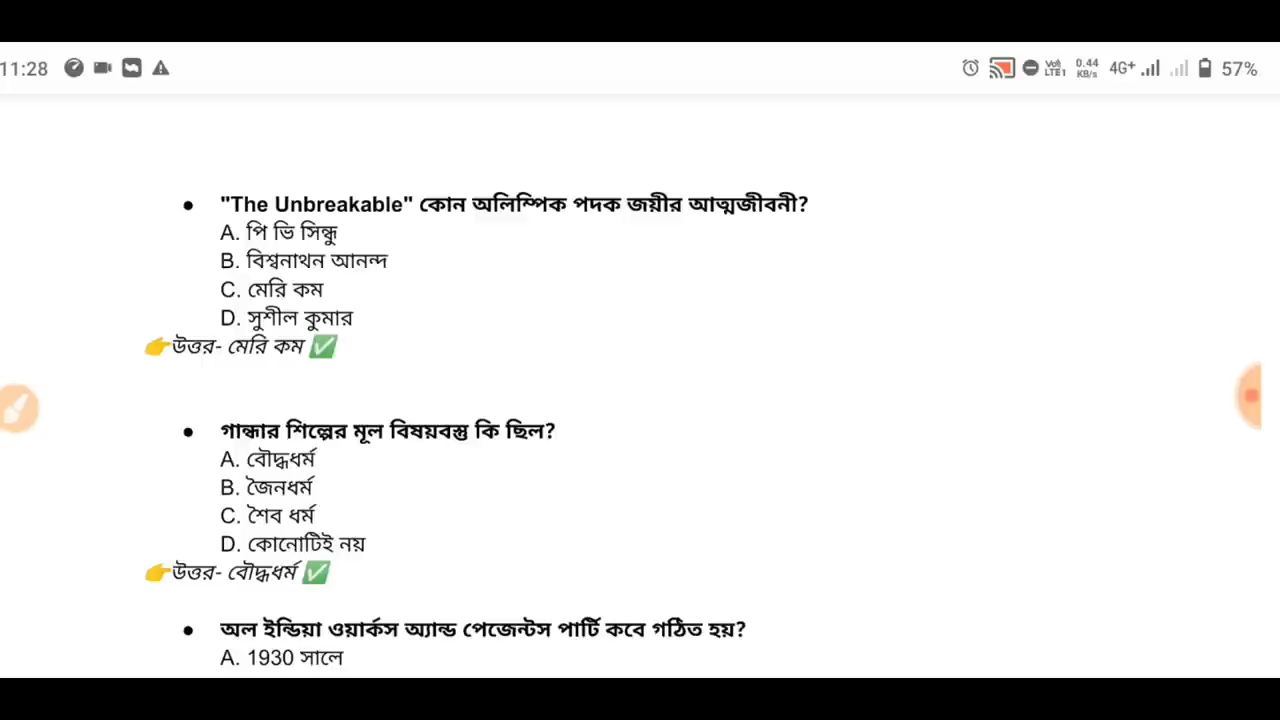 11:28
VoI) LTE1 0.44 KB/s 4G+ 57%
● "The Unbreakable" কোন অলিম্পিক পদক জয়ীর আত্মজীবনী?
A. পি ভি সিন্ধু
B. বিশ্বনাথন আনন্দ
C. মেরি কম
D. সুশীল কুমার
👉উত্তর- মেরি কম ✅
● গান্ধার শিল্পের মূল বিষয়বস্তু কি ছিল?
A. বৌদ্ধধর্ম
B. জৈনধর্ম
C. শৈব ধর্ম
D. কোনোটিই নয়
👉উত্তর- বৌদ্ধধর্ম ✅
● অল ইন্ডিয়া ওয়ার্কস অ্যান্ড পেজেন্টস পার্টি কবে গঠিত হয়?
A. 1930 সালে